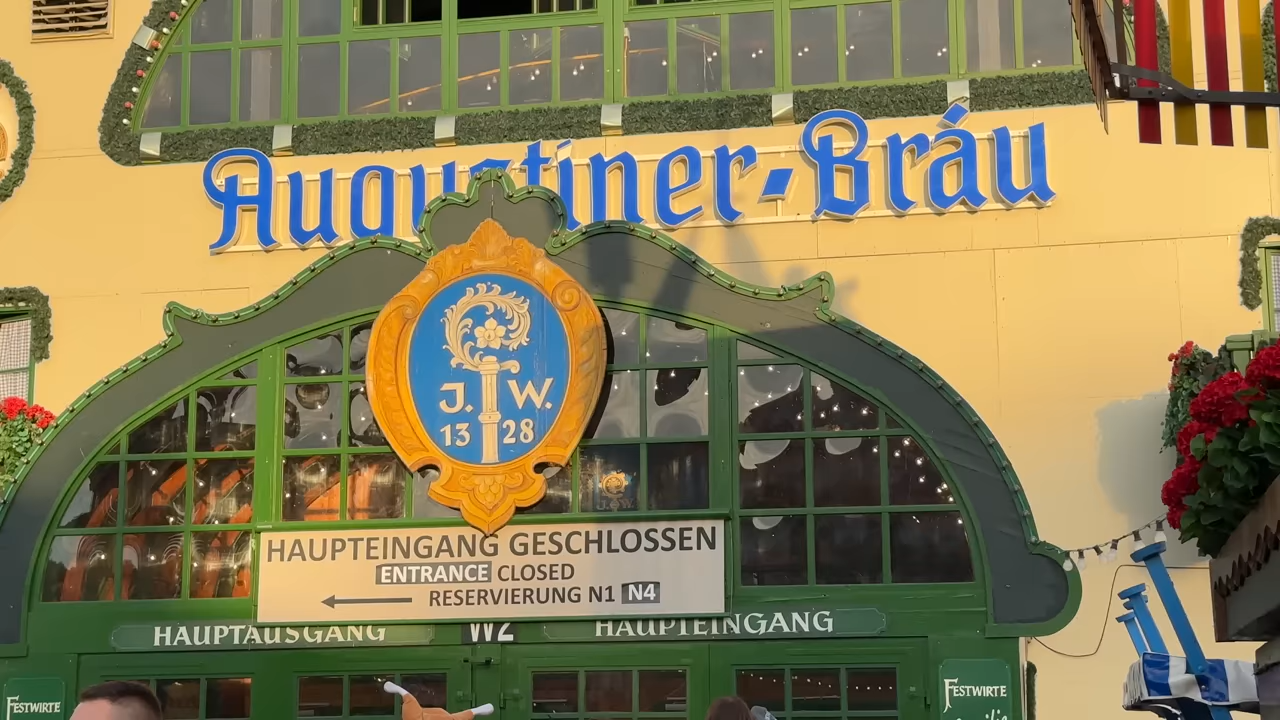 Augustiner-Bräu
J. W.
13 28
HAUPTEINGANG GESCHLOSSEN
ENTRANCE CLOSED
RESERVIERUNG N1 N4
HAUPTAUSGANG W2 HAUPTEINGANG
FESTWIRTE
FESTWIRTE